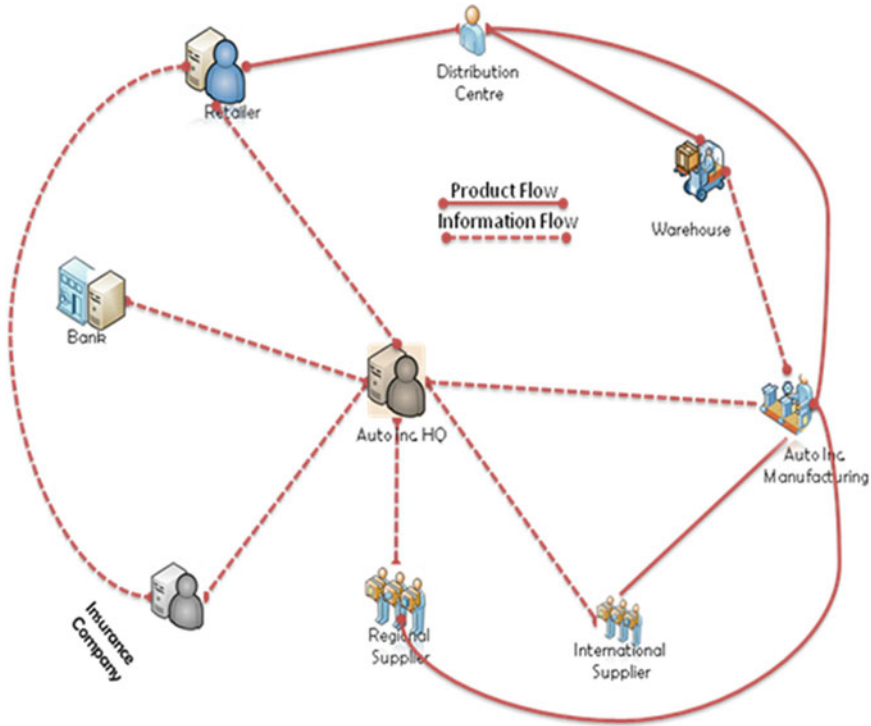 Retailer
Distribution
Centre
Product Flow
Information Flow
Warehouse
Bank
Auto Inc. HQ
Auto Inc.
Manufacturing
Insurance
Company
Regional
Supplier
International
Supplier